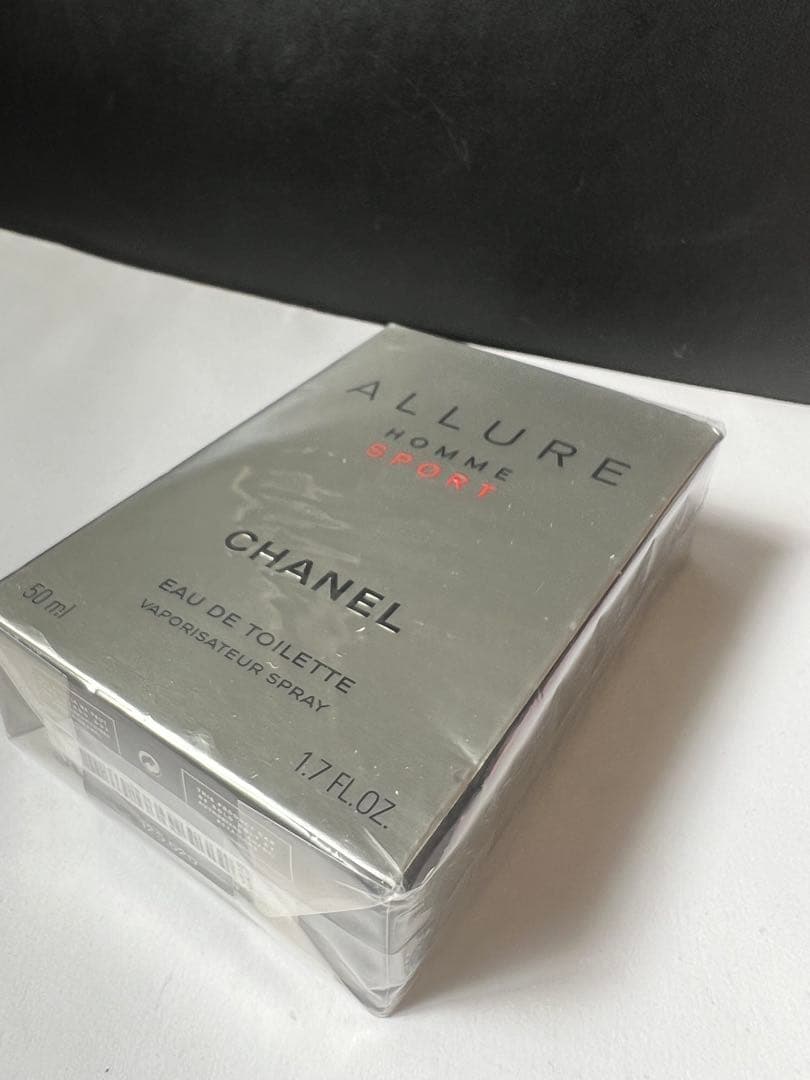 ALLURE
HOMME
SPORT
CHANEL
EAU DE TOILETTE
VAPORISATEUR SPRAY
50 ml
1.7 FL.OZ.